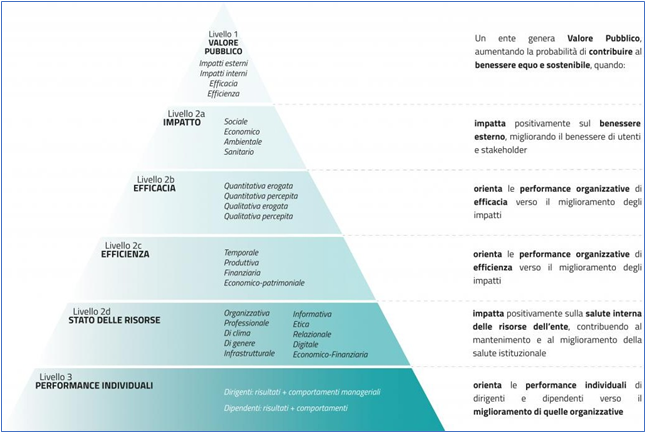 Livello 1
VALORE
PUBBLICO
Impatti esterni
Impatti interni
Efficacia
Efficienza
Un ente genera Valore Pubblico,
aumentando la probabilità di contribuire al
benessere equo e sostenibile, quando:
Livello 2a
IMPATTO
Sociale
Economico
Ambientale
Sanitario
impatta positivamente sul benessere
esterno, migliorando il benessere di utenti
e stakeholder
Livello 2b
EFFICACIA
Quantitativa erogata
Quantitativa percepita
Qualitativa erogata
Qualitativa percepita
orienta le performance organizzative di
efficacia verso il miglioramento degli
impatti
Livello 2c
EFFICIENZA
Temporale
Produttiva
Finanziaria
Economico-patrimoniale
orienta le performance organizzative di
efficienza verso il miglioramento degli
impatti
Livello 2d
STATO DELLE RISORSE
Organizzativa
Professionale
Di clima
Di genere
Infrastrutturale
Informativa
Etica
Relazionale
Digitale
Economico-Finanziaria
impatta positivamente sulla salute interna
delle risorse dell'ente, contribuendo al
mantenimento e al miglioramento della
salute istituzionale
Livello 3
PERFORMANCE INDIVIDUALI
Dirigenti: risultati + comportamenti manageriali
Dipendenti: risultati + comportamenti
orienta le performance individuali di
dirigenti e dipendenti verso il
miglioramento di quelle organizzative